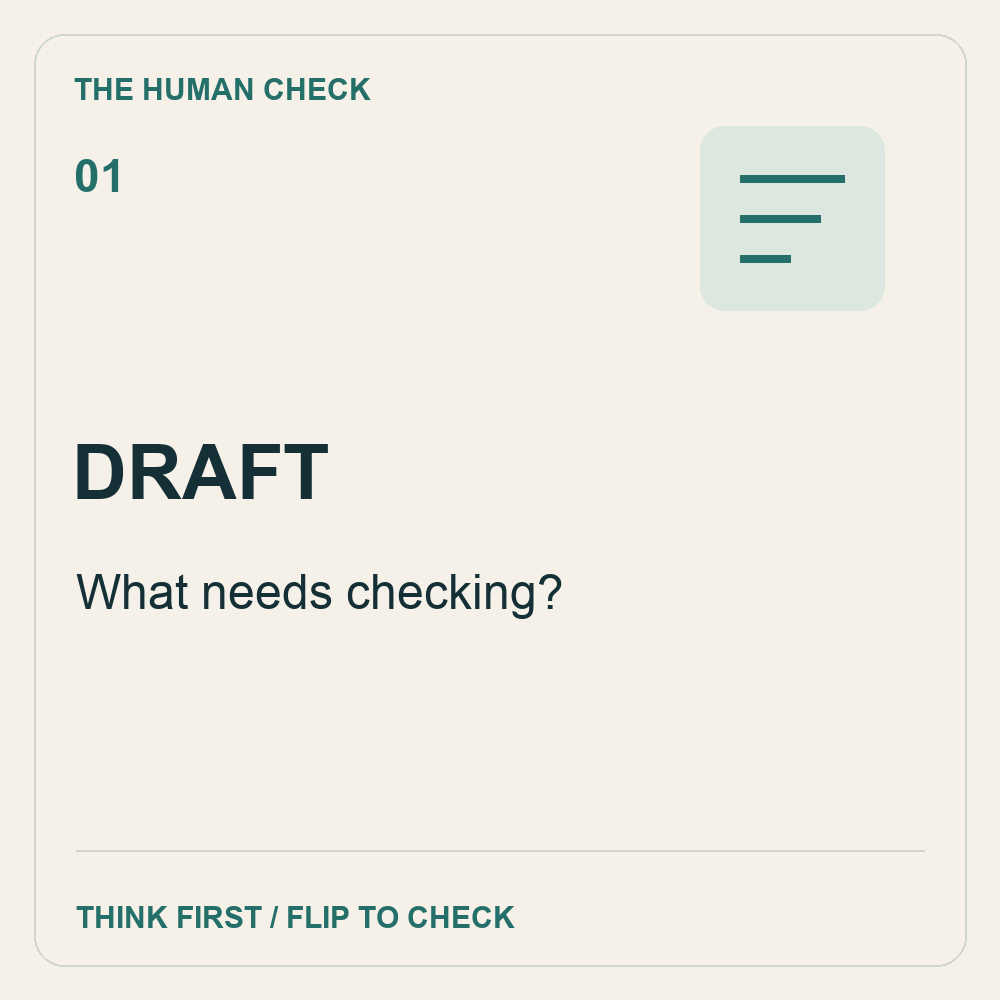 THE HUMAN CHECK
01
DRAFT
What needs checking?
THINK FIRST / FLIP TO CHECK